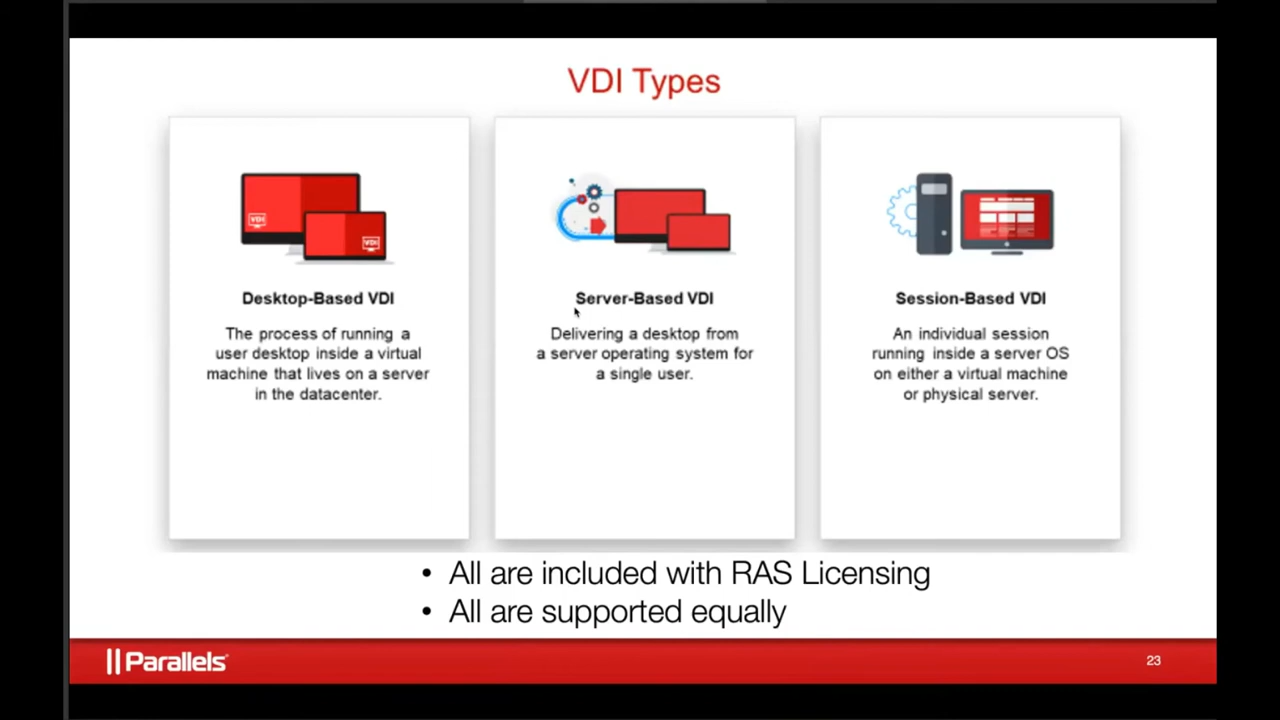 VDI Types
VDI
VDI
Desktop-Based VDI
The process of running a
user desktop inside a virtual
machine that lives on a server
in the datacenter.
Server-Based VDI
Delivering a desktop from
a server operating system for
a single user.
Session-Based VDI
An individual session
running inside a server OS
on either a virtual machine
or physical server.
• All are included with RAS Licensing
• All are supported equally
Parallels
23